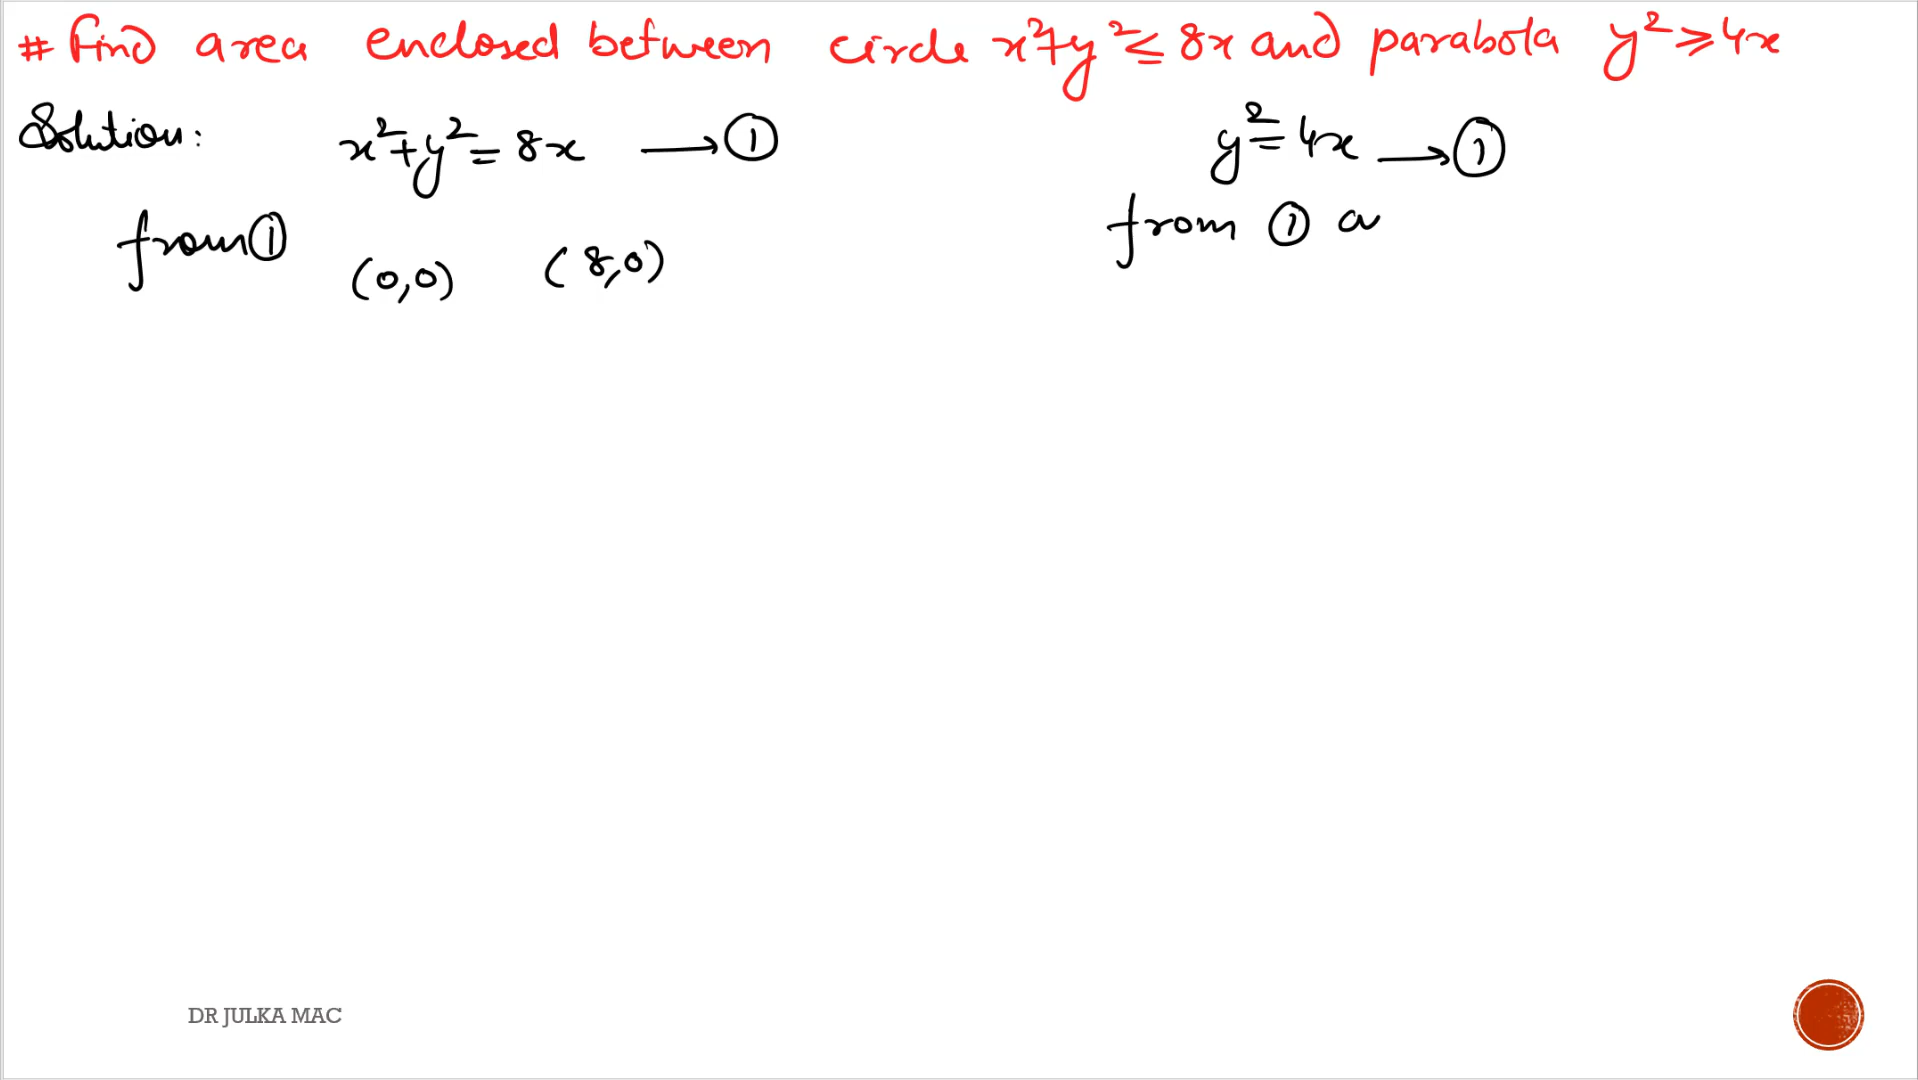 # Find area enclosed between circle x²+y² ≤ 8x and parabola y² ⩾ 4x
Solution: x²+y² = 8x → ① y² = 4x → ①
from ① (0,0) (8,0) from ① a
DR JULKA MAC